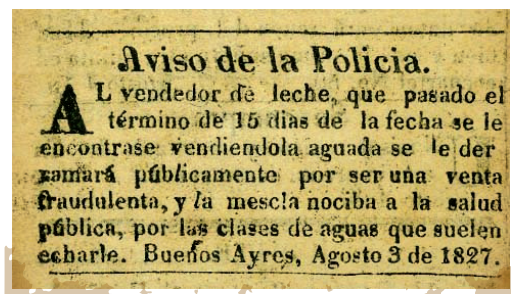 Aviso de la Policia.
AL vendedor de leche, que pasado el
término de 15 dias de la fecha se le
encontrase vendiendola aguada se le der
ramará públicamente por ser una venta
fraudulenta, y la mescla nociba a la salud
pública, por las clases de aguas que suelen
echarle. Buenos Ayres, Agosto 3 de 1827.